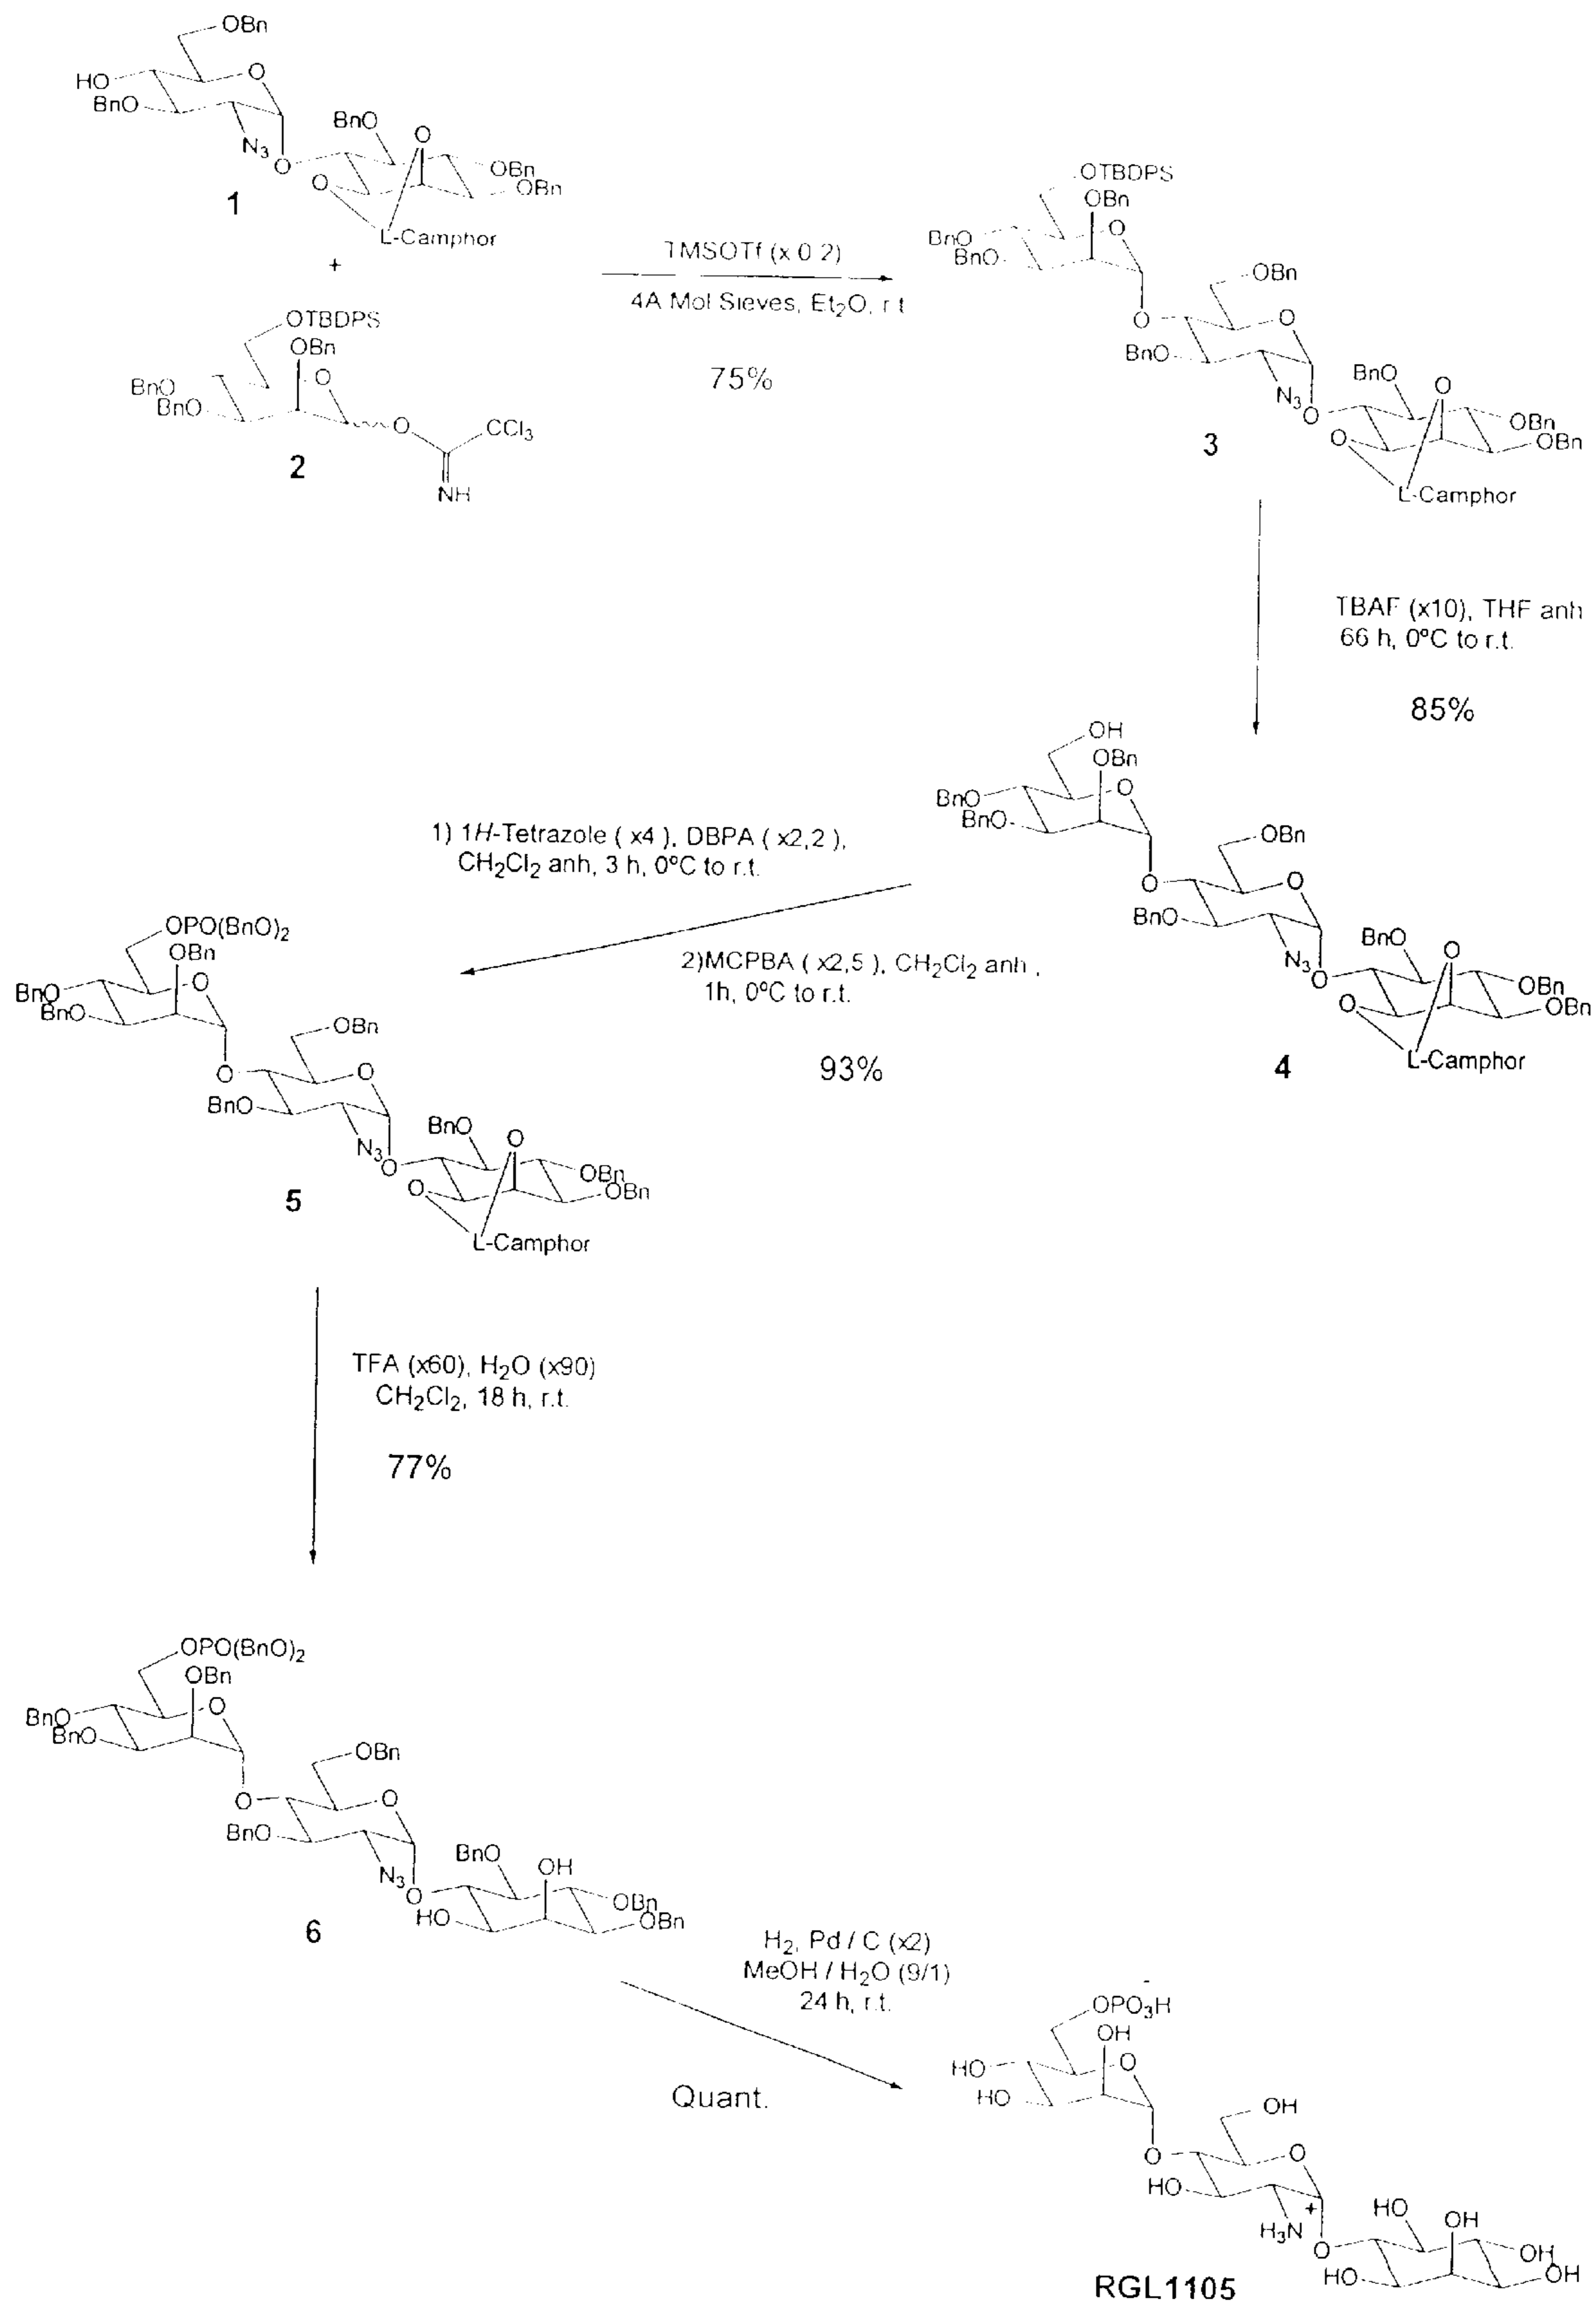 OBn
HO
O
BnO
BnO
O
N3
O
OBn
OBn
O
1
L-Camphor
+
OTBDPS
OBn
O
BnO
BnO
O
CCl3
2
NH
TMSOTf (x 0 2)
4A Mol Sieves, Et2O, r t
75%
OTBDPS
OBn
BnO
O
BnO
OBn
O
O
BnO
BnO
O
N3
O
OBn
OBn
O
3
L-Camphor
TBAF (x10), THF anh
66 h, 0ºC to r.t.
85%
OH
OBn
O
BnO
BnO
OBn
O
O
BnO
BnO
O
N3
O
OBn
OBn
O
4
L-Camphor
1) 1H-Tetrazole ( x4 ), DBPA ( x2,2 ),
CH2Cl2 anh, 3 h, 0ºC to r.t.
2)MCPBA ( x2,5 ), CH2Cl2 anh ,
1h, 0ºC to r.t.
93%
OPO(BnO)2
OBn
O
BnO
BnO
OBn
O
O
BnO
BnO
O
N3
O
OBn
OBn
O
5
L-Camphor
TFA (x60), H2O (x90)
CH2Cl2, 18 h, r.t.
77%
OPO(BnO)2
OBn
O
BnO
BnO
OBn
O
O
BnO
BnO
OH
N3
O
OBn
OBn
HO
6
H2, Pd / C (x2)
MeOH / H2O (9/1)
24 h, r.t.
Quant.
-
OPO3H
OH
O
HO
HO
OH
O
O
HO
+
HO
OH
H3N
O
OH
OH
HO
RGL1105